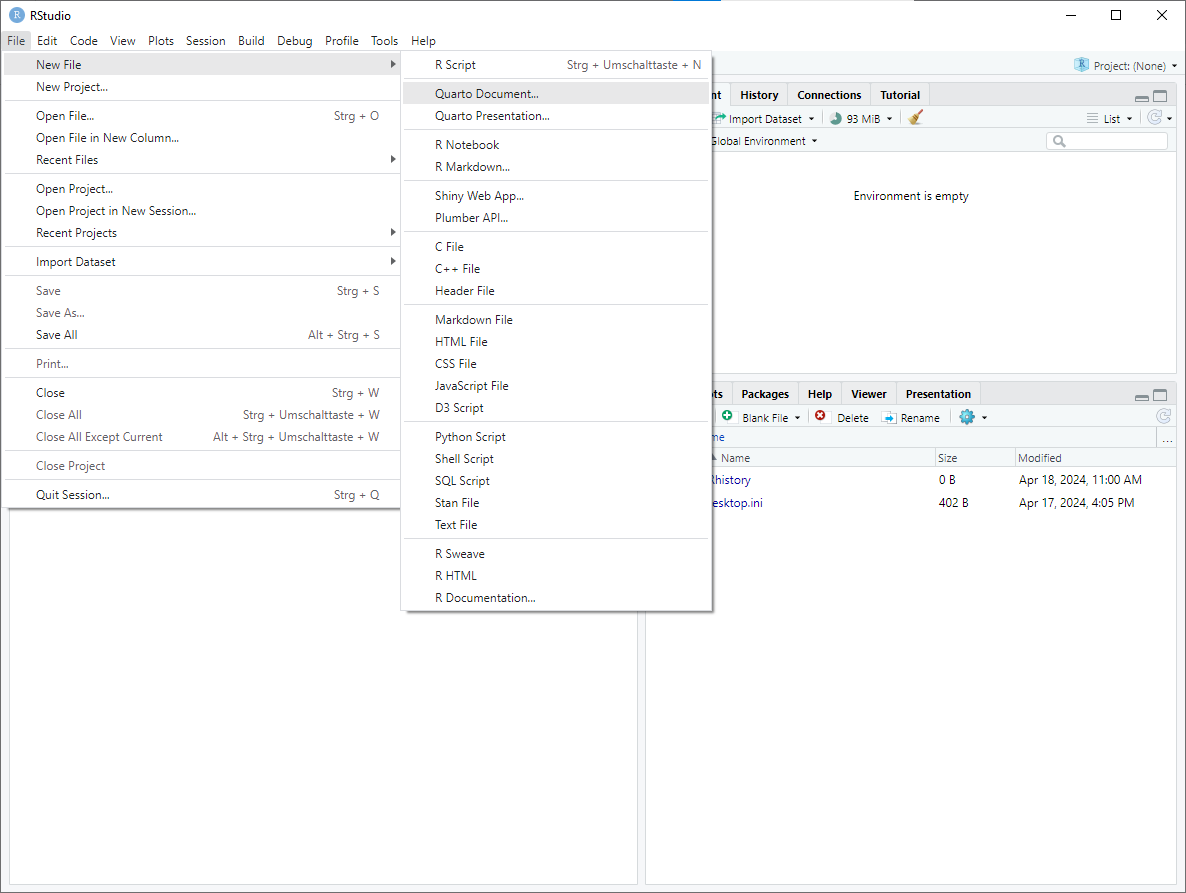 RStudio
File Edit Code View Plots Session Build Debug Profile Tools Help
New File
New Project...
Open File... Strg + O
Open File in New Column...
Recent Files
Open Project...
Open Project in New Session...
Recent Projects
Import Dataset
Save Strg + S
Save As...
Save All Alt + Strg + S
Print...
Close Strg + W
Close All Strg + Umschalttaste + W
Close All Except Current Alt + Strg + Umschalttaste + W
Close Project
Quit Session... Strg + Q
R Script Strg + Umschalttaste + N
Quarto Document...
Quarto Presentation...
R Notebook
R Markdown...
Shiny Web App...
Plumber API...
C File
C++ File
Header File
Markdown File
HTML File
CSS File
JavaScript File
D3 Script
Python Script
Shell Script
SQL Script
Stan File
Text File
R Sweave
R HTML
R Documentation...
R Project: (None)
nt History Connections Tutorial
Import Dataset 93 MiB List
Global Environment
Environment is empty
ts Packages Help Viewer Presentation
Blank File Delete Rename
me ...
Name Size Modified
history 0 B Apr 18, 2024, 11:00 AM
esktop.ini 402 B Apr 17, 2024, 4:05 PM